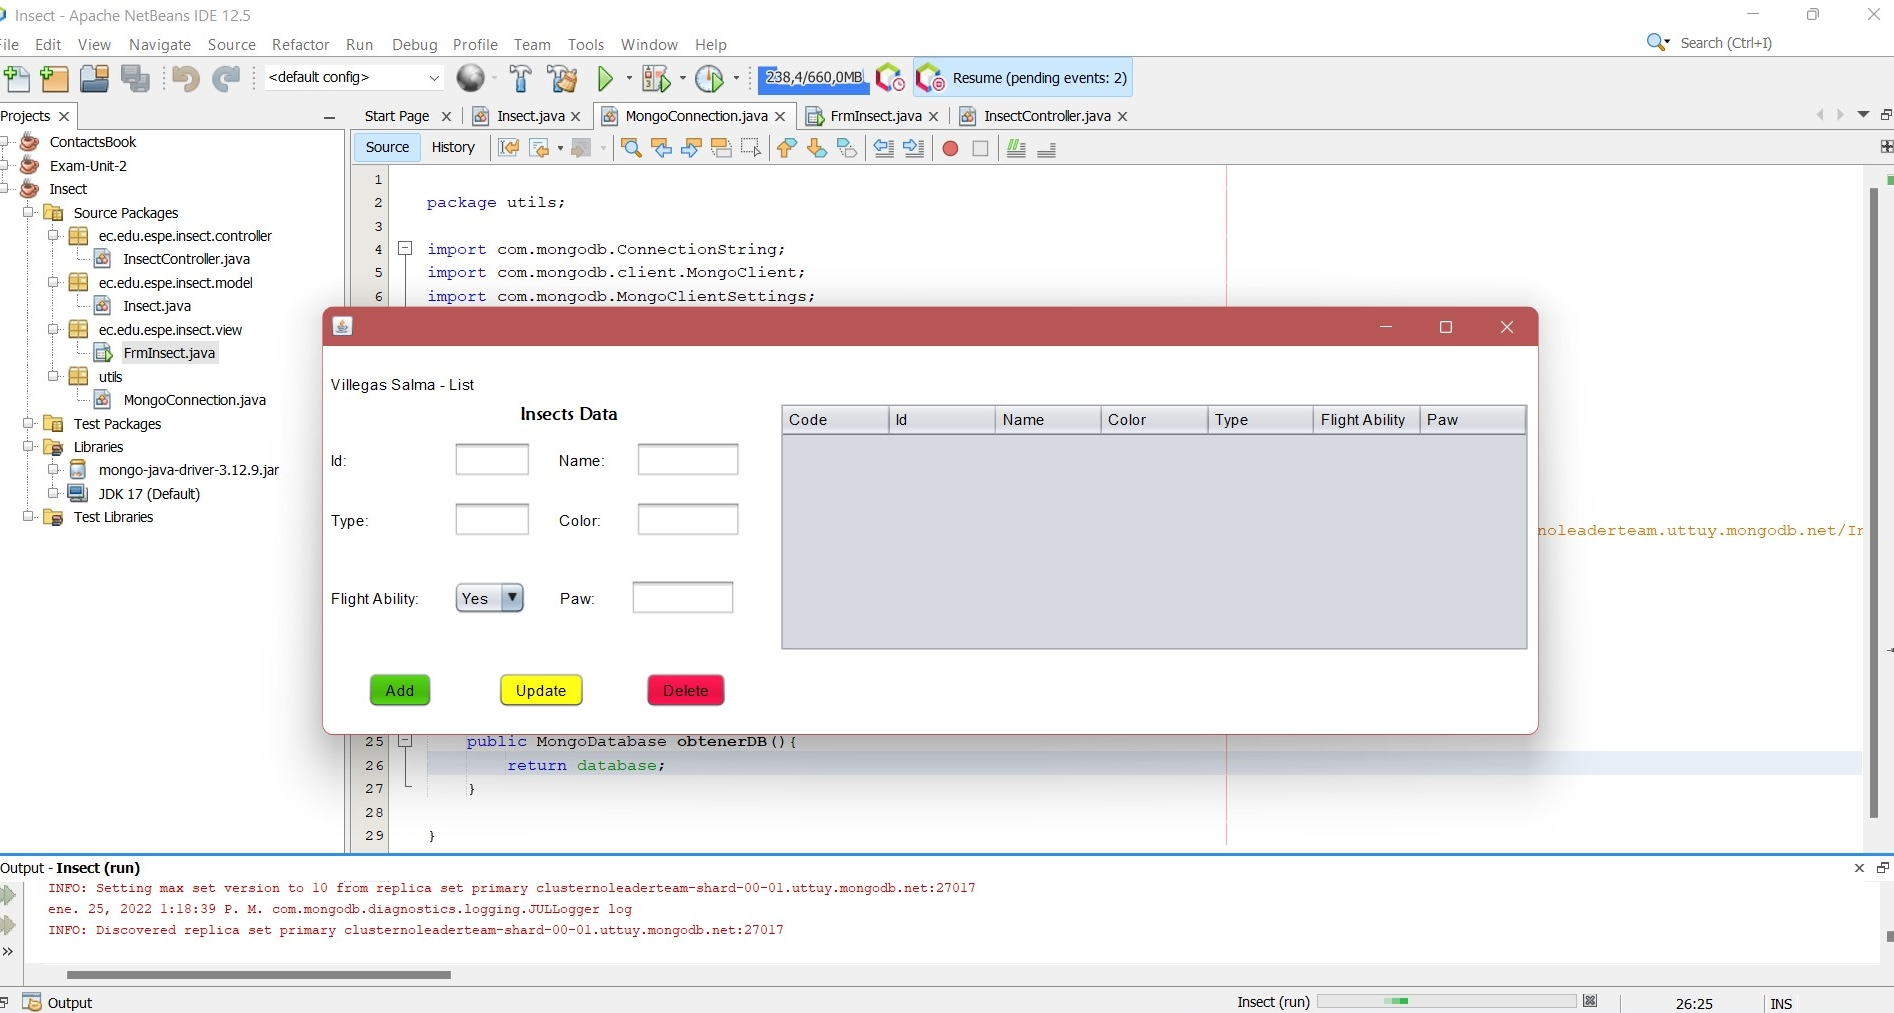 Insect - Apache NetBeans IDE 12.5
File Edit View Navigate Source Refactor Run Debug Profile Team Tools Window Help
Search (Ctrl+I)
<default config>
238,4/660,0MB
Resume (pending events: 2)
Projects
Start Page Insect.java MongoConnection.java FrmInsect.java InsectController.java
Source History
ContactsBook
Exam-Unit-2
Insect
Source Packages
ec.edu.espe.insect.controller
InsectController.java
ec.edu.espe.insect.model
Insect.java
ec.edu.espe.insect.view
FrmInsect.java
utils
MongoConnection.java
Test Packages
Libraries
mongo-java-driver-3.12.9.jar
JDK 17 (Default)
Test Libraries
1
2 package utils;
3
4 import com.mongodb.ConnectionString;
5 import com.mongodb.client.MongoClient;
6 import com.mongodb.MongoClientSettings;
Villegas Salma - List
Insects Data
Id: Name:
Type: Color:
Flight Ability: Yes Paw:
Add Update Delete
Code Id Name Color Type Flight Ability Paw
noleaderteam.uttuy.mongodb.net/In
25 public MongoDatabase obtenerDB(){
26 return database;
27 }
28
29 }
Output - Insect (run)
INFO: Setting max set version to 10 from replica set primary clusternoleaderteam-shard-00-01.uttuy.mongodb.net:27017
ene. 25, 2022 1:18:39 P. M. com.mongodb.diagnostics.logging.JULLogger log
INFO: Discovered replica set primary clusternoleaderteam-shard-00-01.uttuy.mongodb.net:27017
Output
Insect (run)
26:25
INS